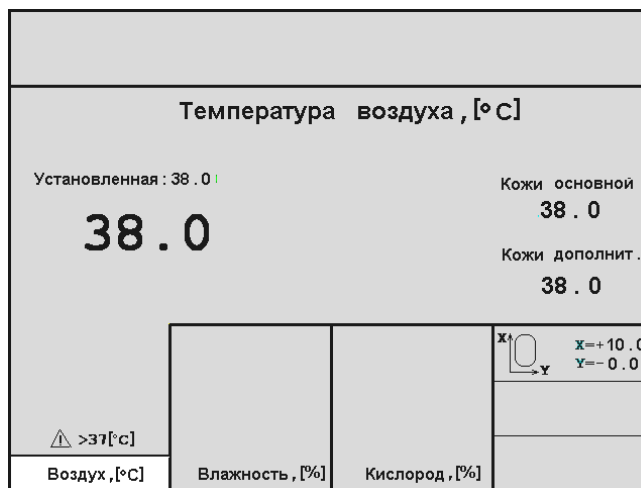 Температура воздуха,[°C]
Установленная:38.0
38.0
Кожи основной
38.0
Кожи дополнит.
38.0
X
Y
X=+10.0
Y=-0.0
>37[°C]
Воздух,[°C]
Влажность,[%]
Кислород,[%]